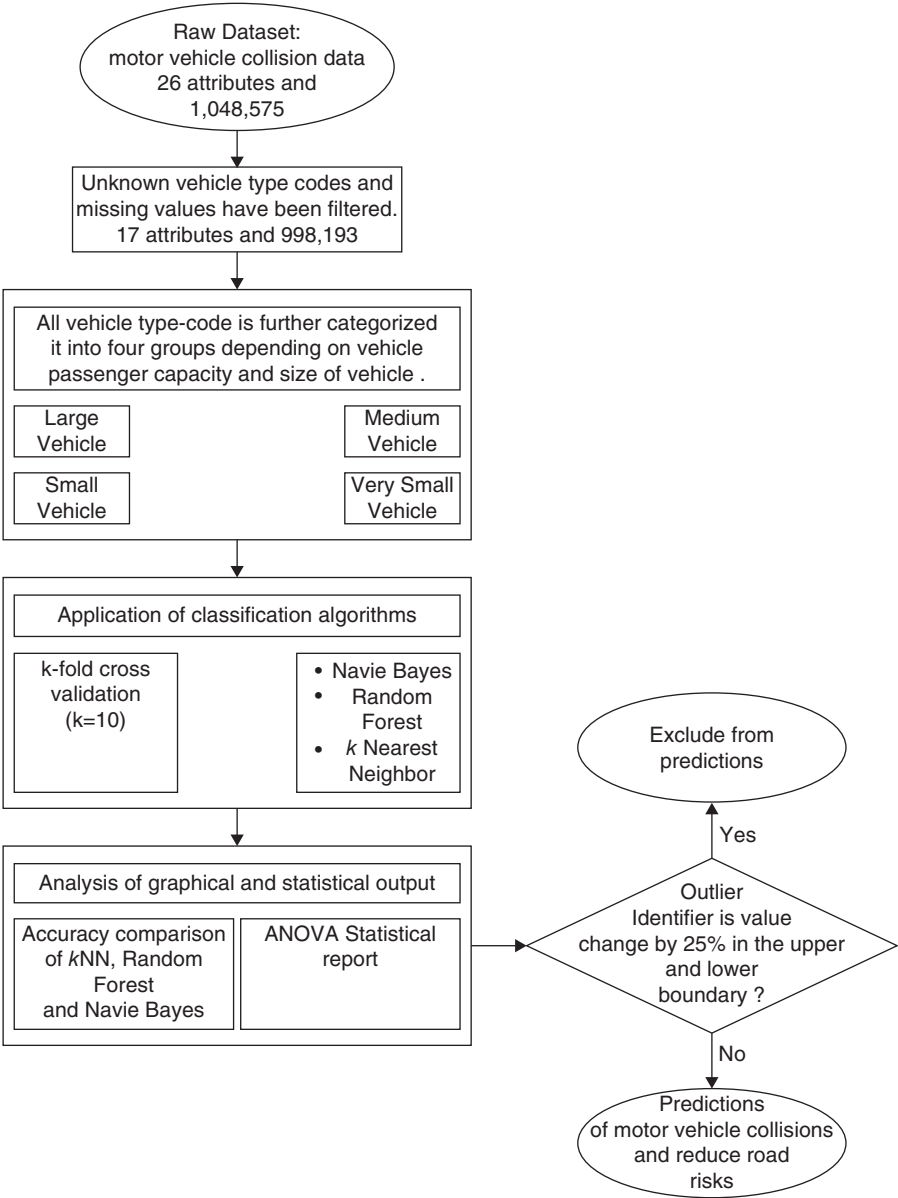 Raw Dataset:
motor vehicle collision data
26 attributes and
1,048,575
Unknown vehicle type codes and
missing values have been filtered.
17 attributes and 998,193
All vehicle type-code is further categorized
it into four groups depending on vehicle
passenger capacity and size of vehicle .
Large
Vehicle
Medium
Vehicle
Small
Vehicle
Very Small
Vehicle
Application of classification algorithms
k-fold cross
validation
(k=10)
• Navie Bayes
• Random
Forest
• k Nearest
Neighbor
Analysis of graphical and statistical output
Accuracy comparison
of kNN, Random
Forest
and Navie Bayes
ANOVA Statistical
report
Exclude from
predictions
Yes
Outlier
Identifier is value
change by 25% in the upper
and lower
boundary ?
No
Predictions
of motor vehicle collisions
and reduce road
risks